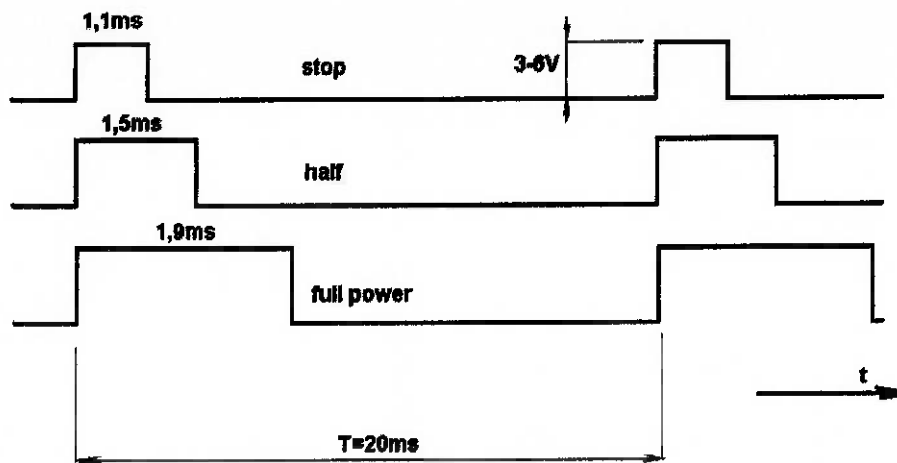 1,1ms
stop
3-6V
1,5ms
half
1,9ms
full power
t
T=20ms